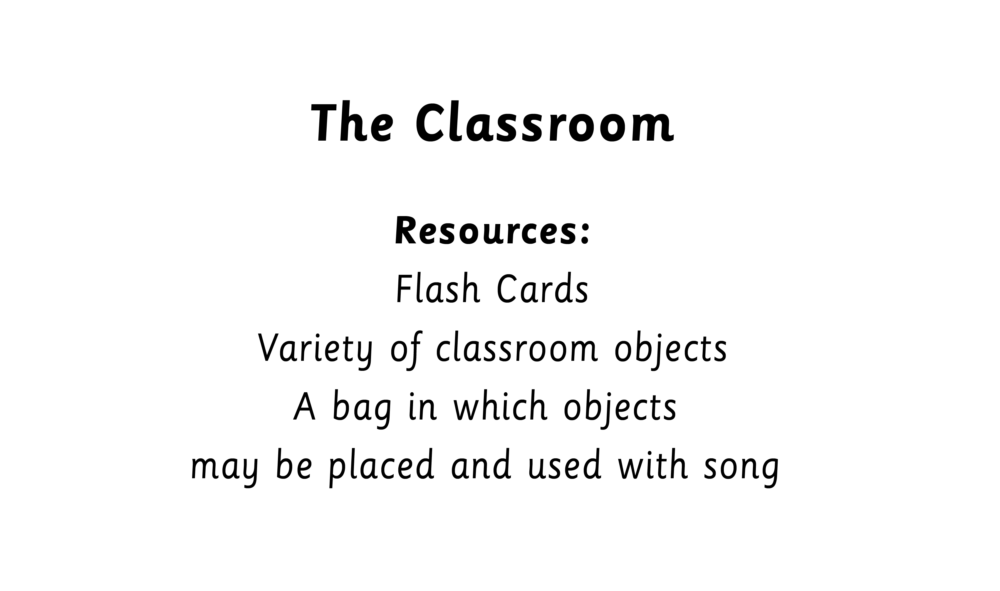 The Classroom
Resources:
Flash Cards
Variety of classroom objects
A bag in which objects
may be placed and used with song